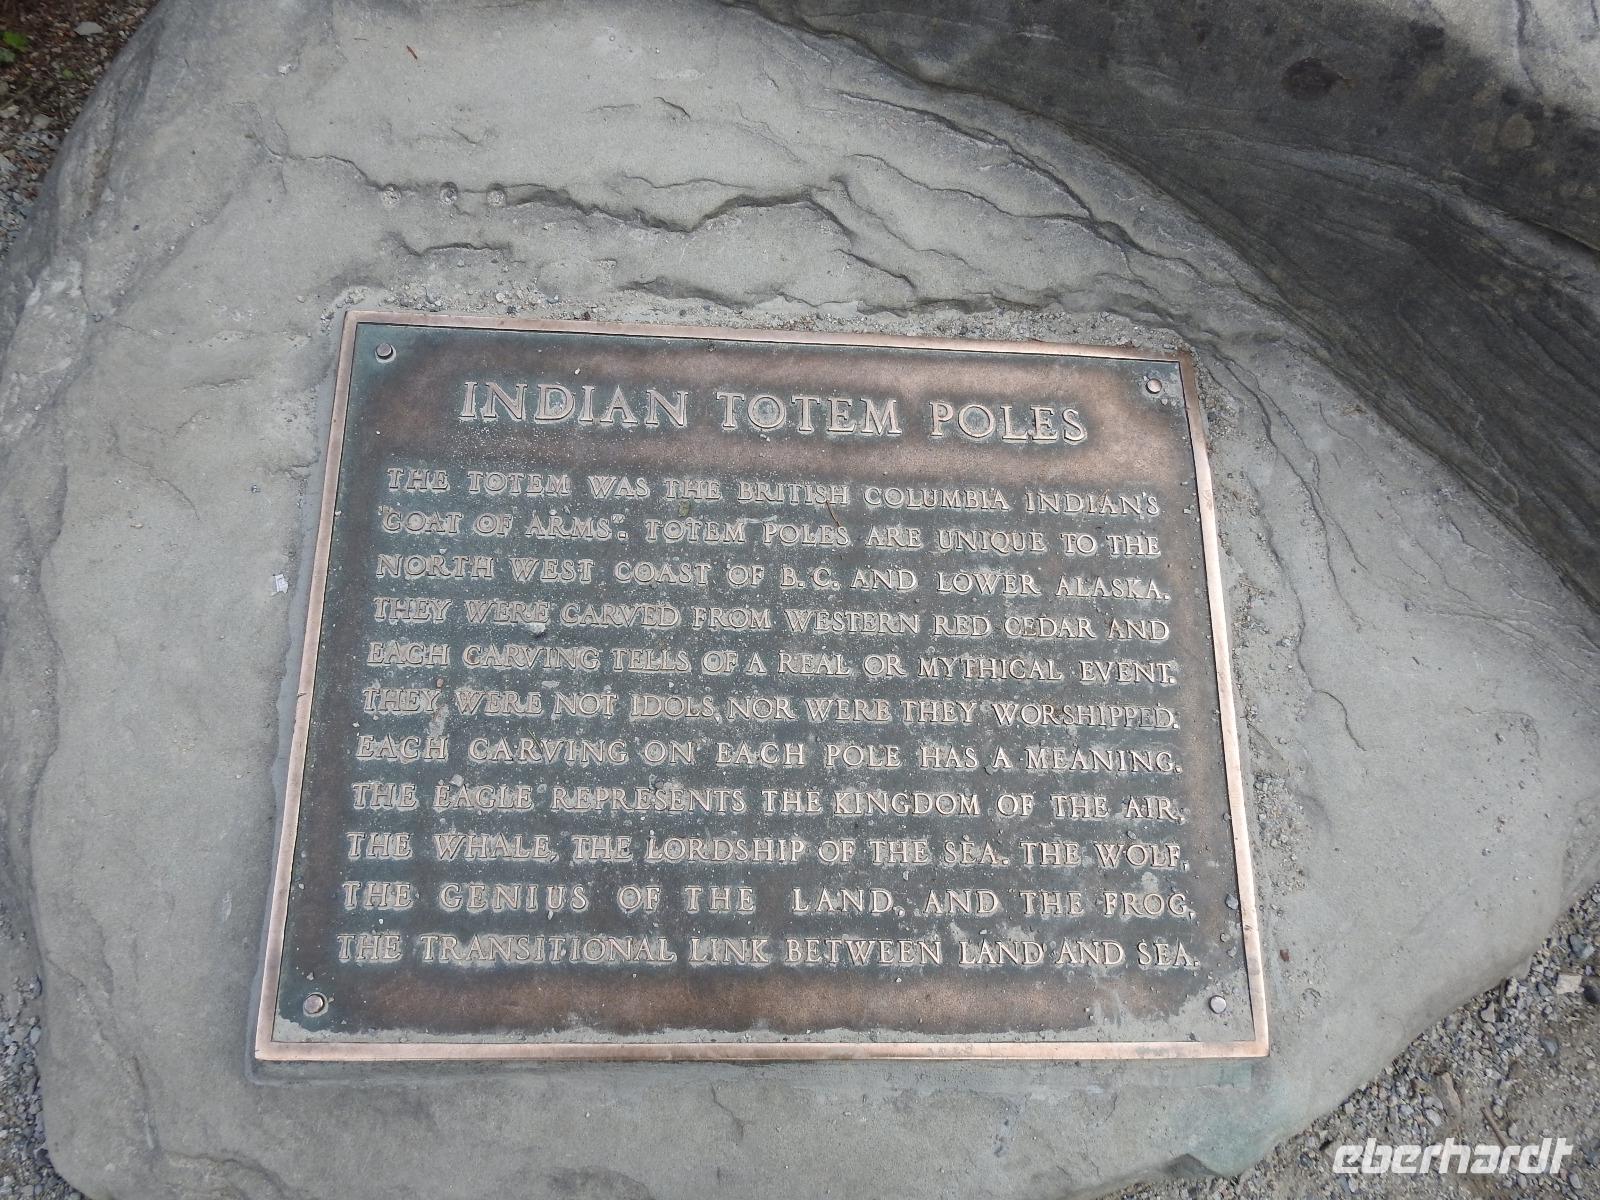 INDIAN TOTEM POLES
THE TOTEM WAS THE BRITISH COLUMBIA INDIAN'S
"COAT OF ARMS". TOTEM POLES ARE UNIQUE TO THE
NORTH WEST COAST OF B.C. AND LOWER ALASKA.
THEY WERE CARVED FROM WESTERN RED CEDAR AND
EACH CARVING TELLS OF A REAL OR MYTHICAL EVENT.
THEY WERE NOT IDOLS, NOR WERE THEY WORSHIPPED.
EACH CARVING ON EACH POLE HAS A MEANING.
THE EAGLE REPRESENTS THE KINGDOM OF THE AIR,
THE WHALE, THE LORDSHIP OF THE SEA. THE WOLF,
THE GENIUS OF THE LAND, AND THE FROG,
THE TRANSITIONAL LINK BETWEEN LAND AND SEA.
eberhardt